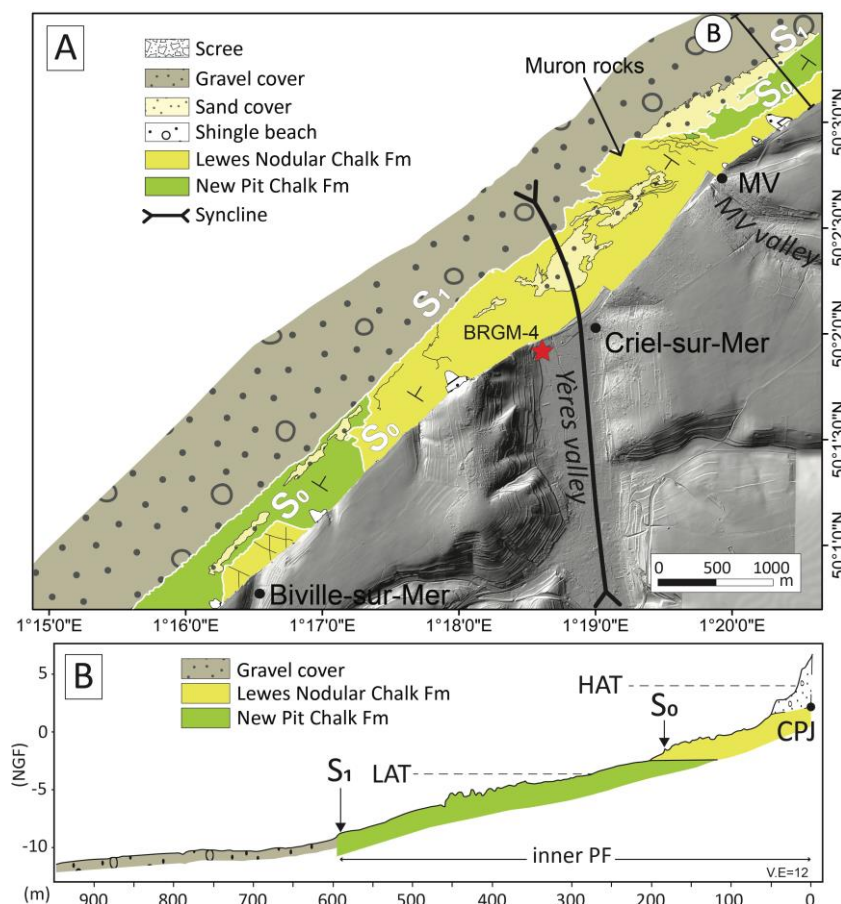 A
Scree
Gravel cover
Sand cover
Shingle beach
Lewes Nodular Chalk Fm
New Pit Chalk Fm
Syncline
B
S1
S0
Muron rocks
MV
MV valley
S1
BRGM-4
Criel-sur-Mer
Yères valley
S0
S0
Biville-sur-Mer
0 500 1000
m
50°3'0"N
50°2'30"N
50°2'0"N
50°1'30"N
50°1'0"N
1°15'0"E 1°16'0"E 1°17'0"E 1°18'0"E 1°19'0"E 1°20'0"E
B
Gravel cover
Lewes Nodular Chalk Fm
New Pit Chalk Fm
5
0
-5
-10
(NGF)
HAT
S0
CPJ
LAT
S1
inner PF
V.E=12
(m) 900 800 700 600 500 400 300 200 100 0